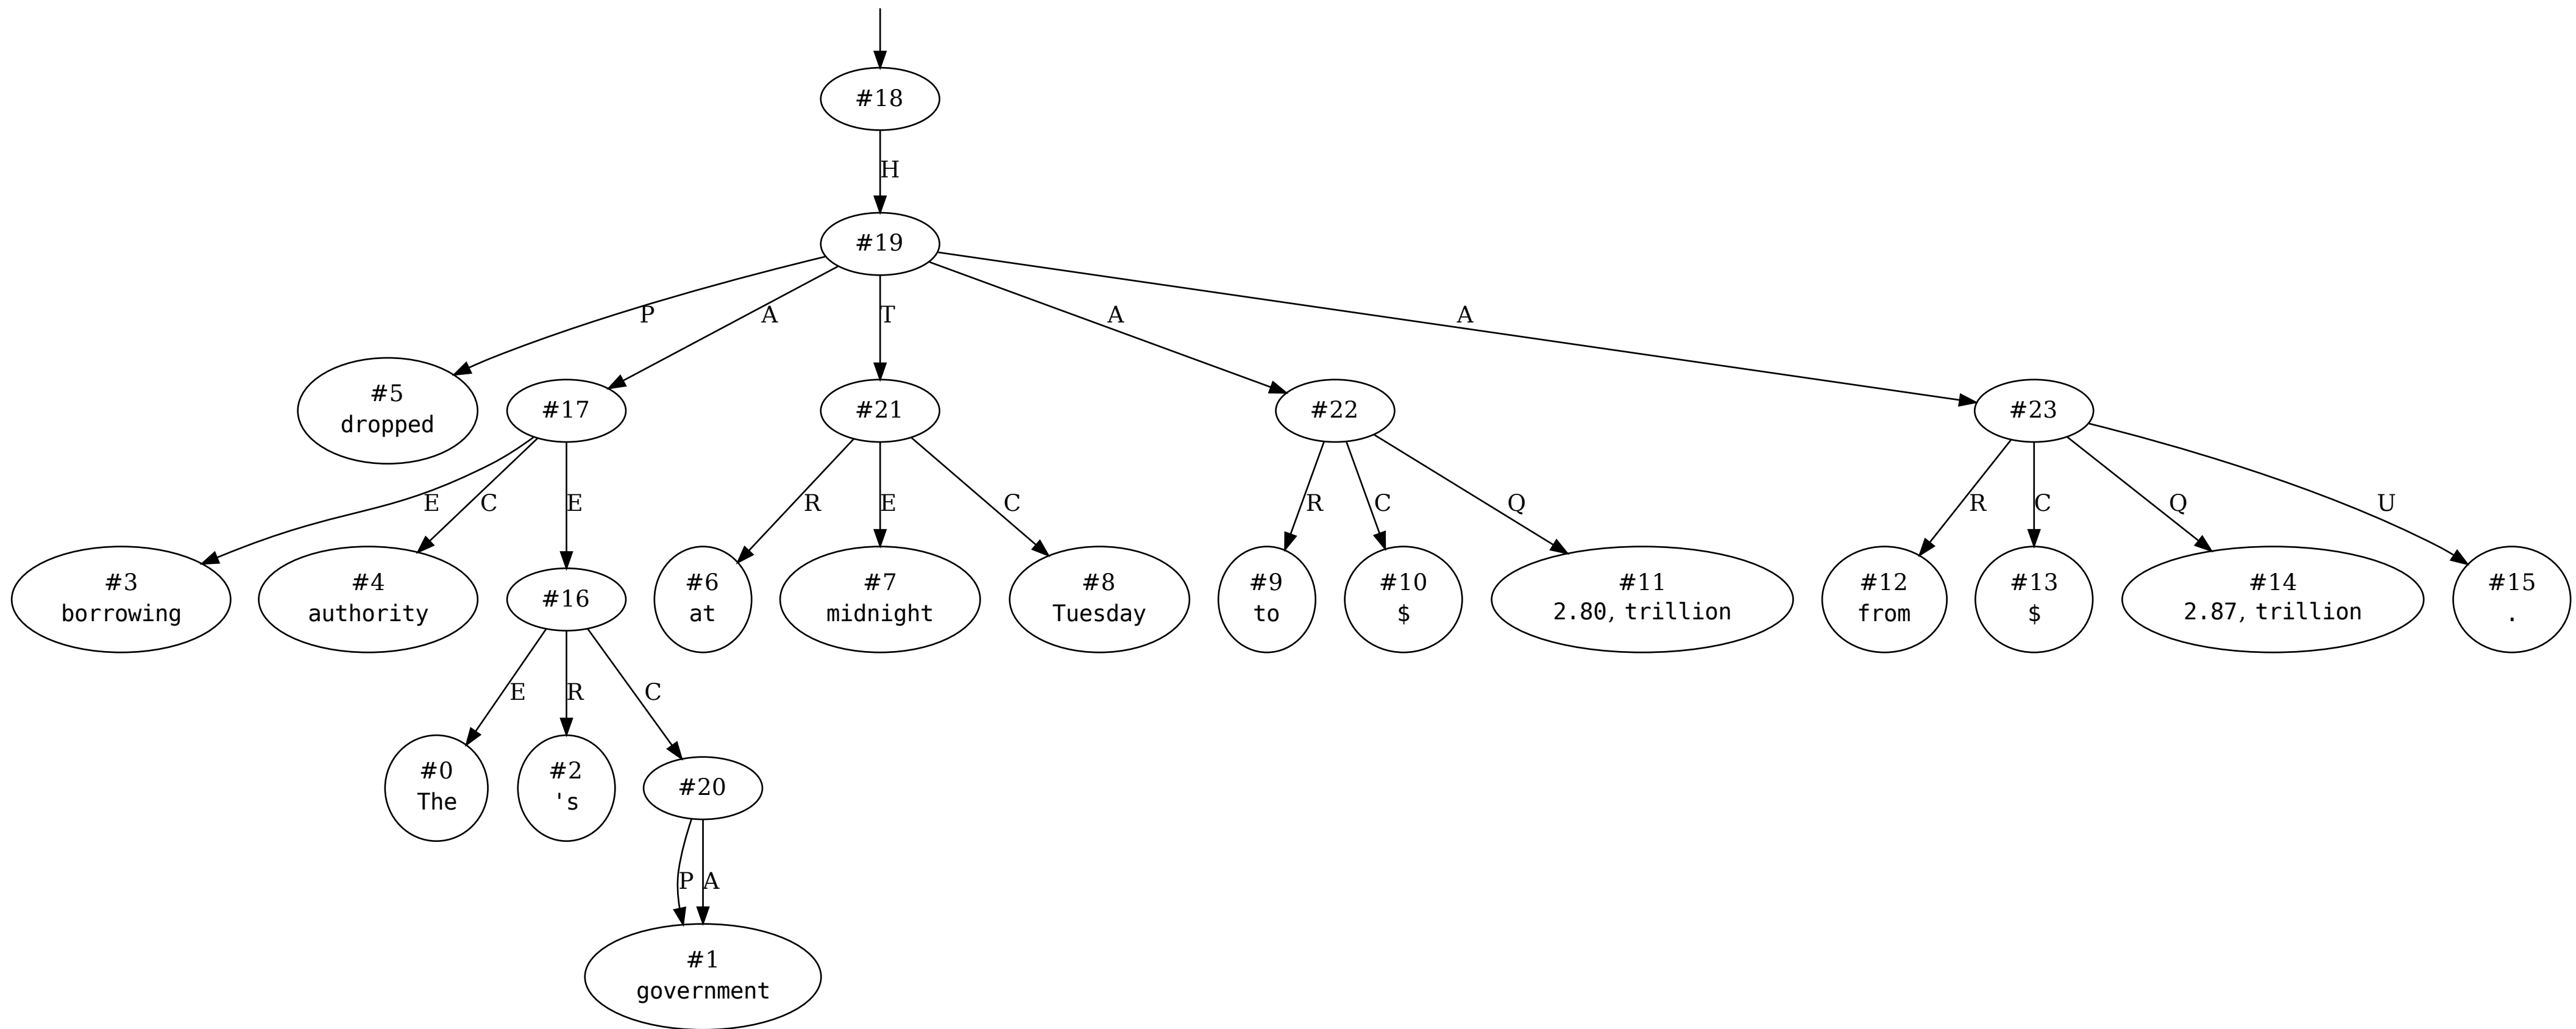 #18
H
#19
P A T A A
#5
dropped
#17
#21
#22
#23
E C E R E C R C Q R C Q U
#3
borrowing
#4
authority
#16
#6
at
#7
midnight
#8
Tuesday
#9
to
#10
$
#11
2.80, trillion
#12
from
#13
$
#14
2.87, trillion
#15
.
E R C
#0
The
#2
's
#20
P A
#1
government